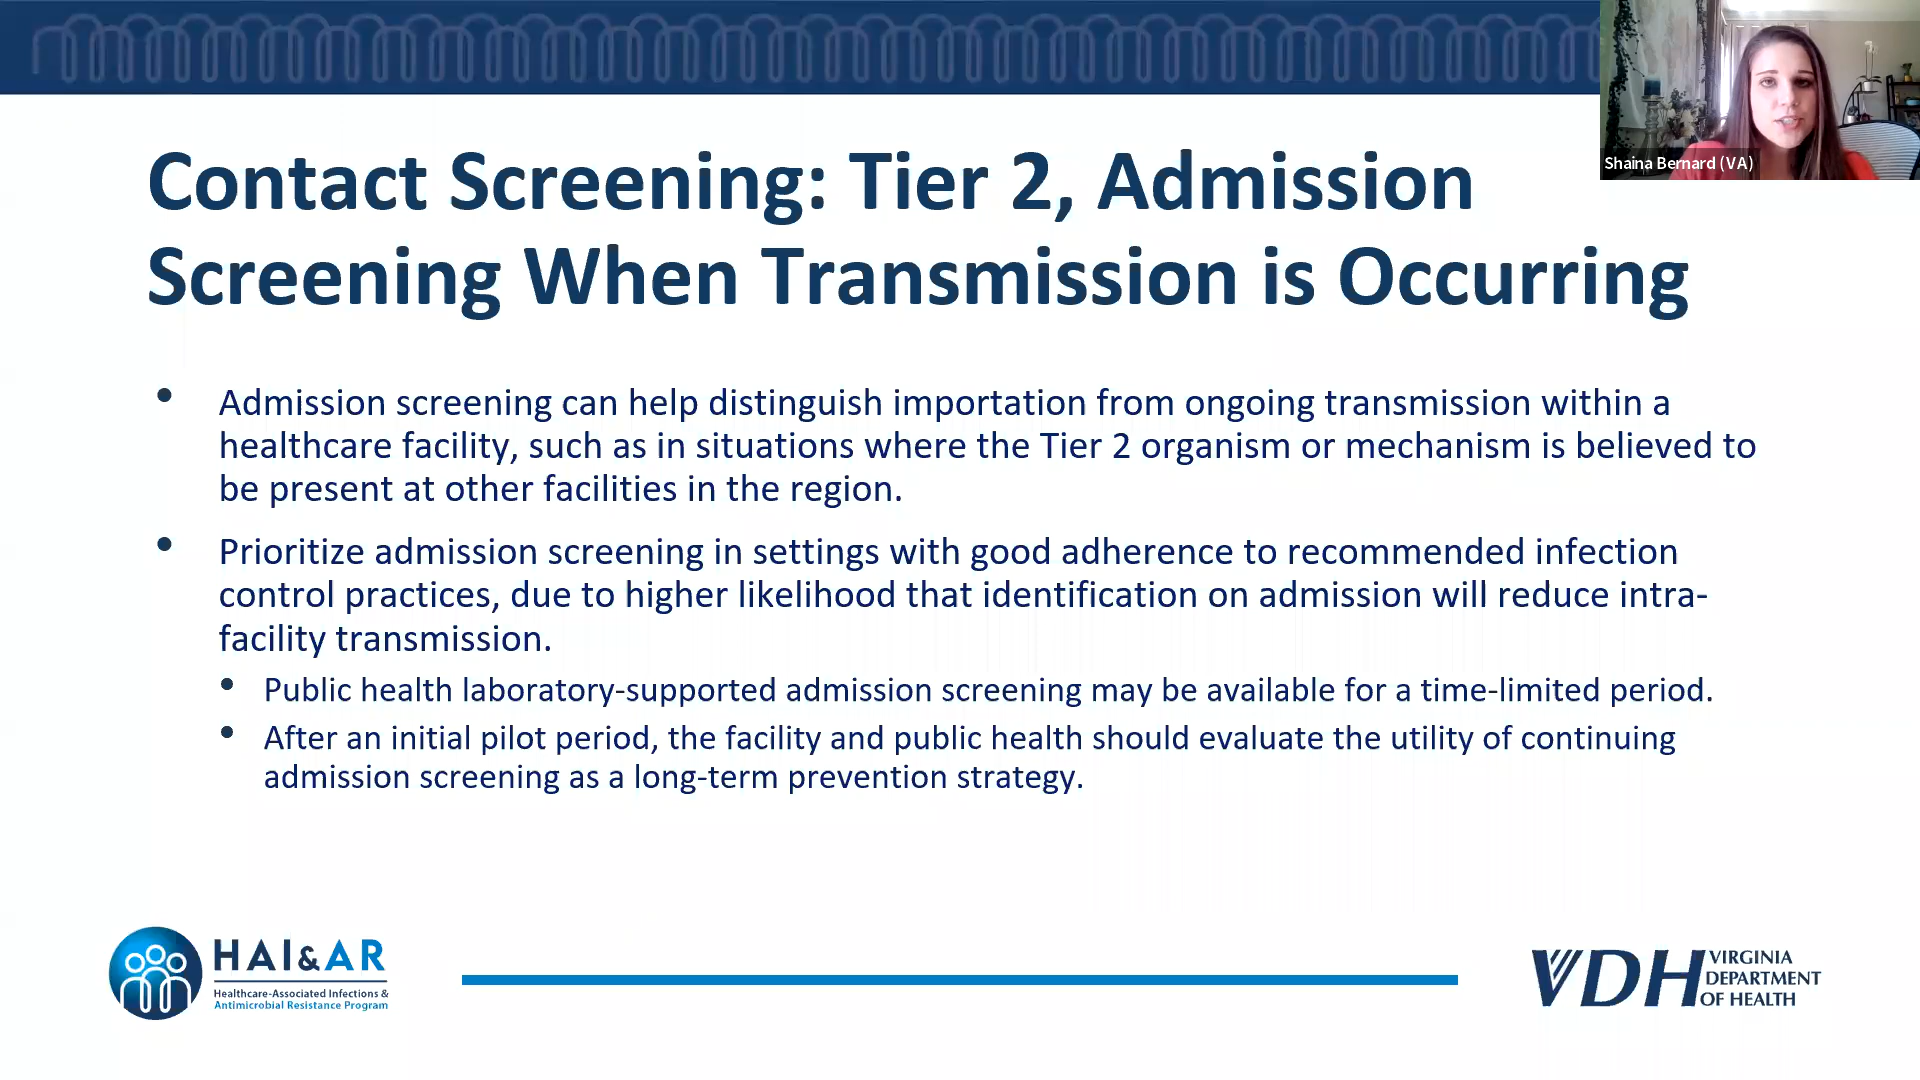 Shaina Bernard (VA)
Contact Screening: Tier 2, Admission
Screening When Transmission is Occurring
• Admission screening can help distinguish importation from ongoing transmission within a
healthcare facility, such as in situations where the Tier 2 organism or mechanism is believed to
be present at other facilities in the region.
• Prioritize admission screening in settings with good adherence to recommended infection
control practices, due to higher likelihood that identification on admission will reduce intra-
facility transmission.
• Public health laboratory-supported admission screening may be available for a time-limited period.
• After an initial pilot period, the facility and public health should evaluate the utility of continuing
admission screening as a long-term prevention strategy.
HAI&AR
Healthcare-Associated Infections &
Antimicrobial Resistance Program
VDH VIRGINIA
DEPARTMENT
OF HEALTH